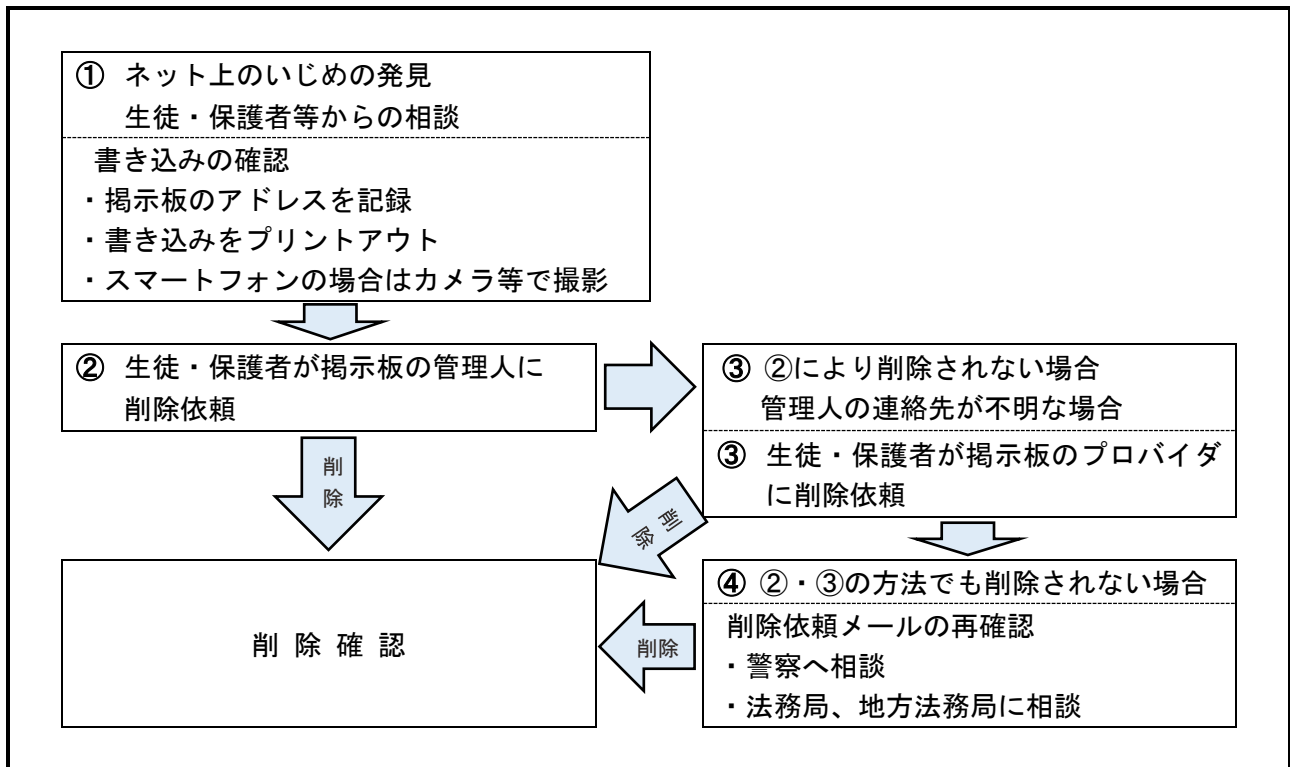 ① ネット上のいじめの発見
生徒・保護者等からの相談
書き込みの確認
・掲示板のアドレスを記録
・書き込みをプリントアウト
・スマートフォンの場合はカメラ等で撮影
② 生徒・保護者が掲示板の管理人に
削除依頼
③ ②により削除されない場合
管理人の連絡先が不明な場合
③ 生徒・保護者が掲示板のプロバイダ
に削除依頼
削除
削除
④ ②・③の方法でも削除されない場合
削除依頼メールの再確認
・警察へ相談
・法務局、地方法務局に相談
削除
削 除 確 認